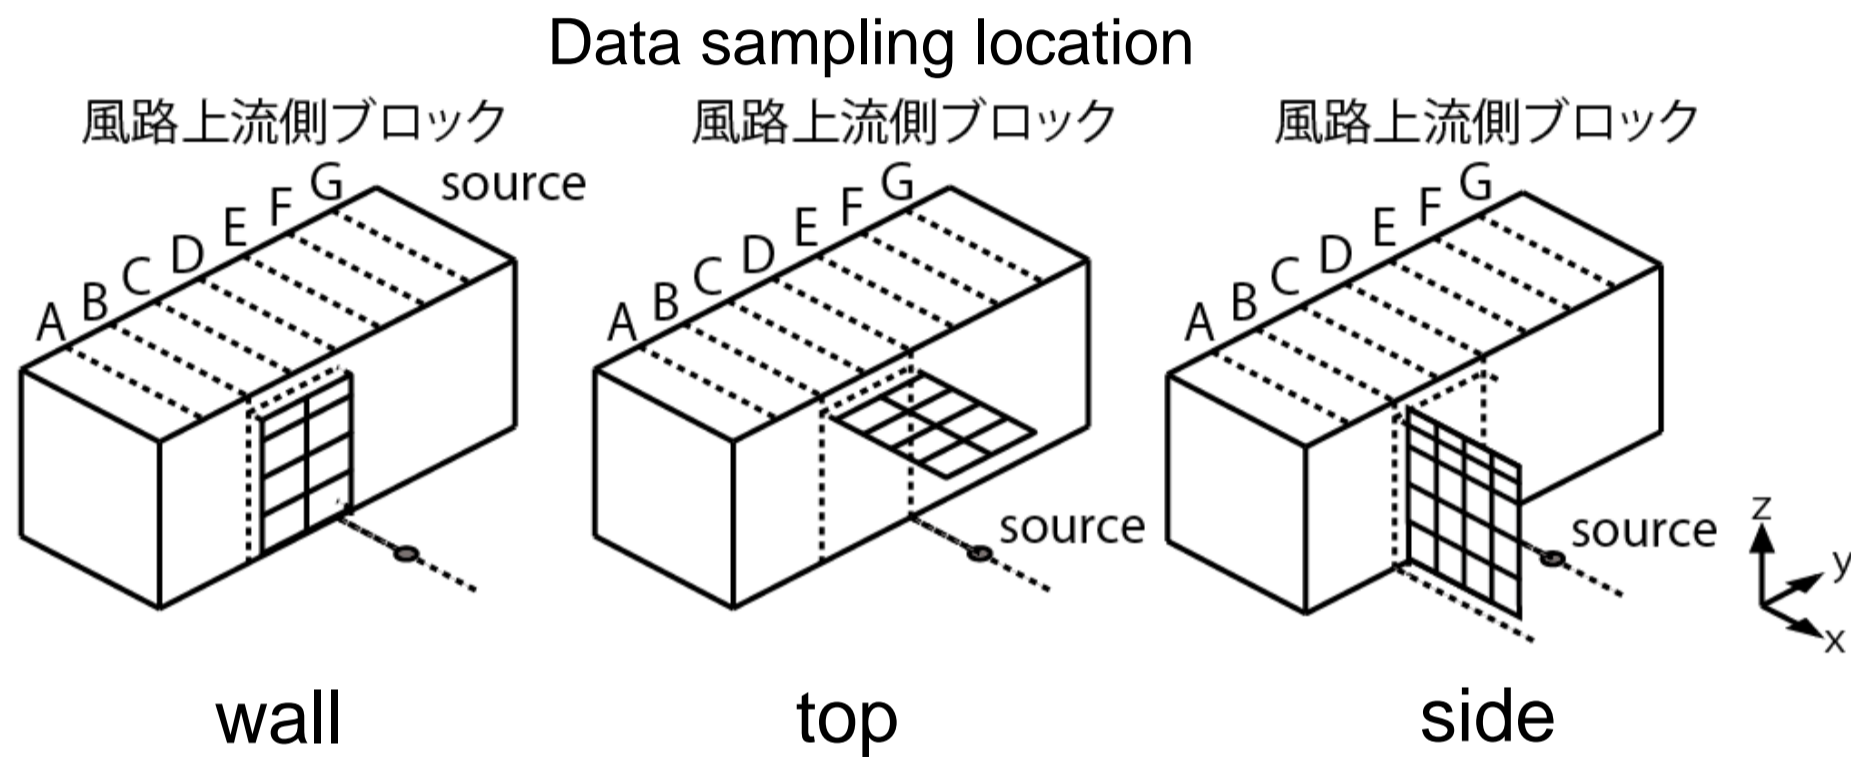 Data sampling location
風路上流側ブロック
A B C D E F G
source
wall
風路上流側ブロック
A B C D E F G
source
top
風路上流側ブロック
A B C D E F G
source
side
z
y
x